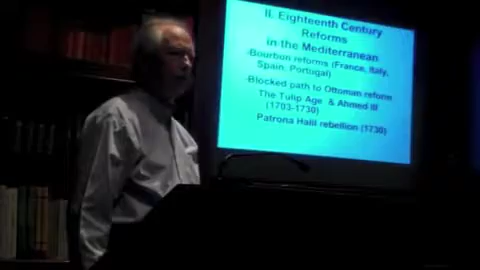 II. Eighteenth Century
Reforms
in the Mediterranean
-Bourbon reforms (France, Italy,
Spain, Portugal)
-Blocked path to Ottoman reform
The Tulip Age & Ahmed III
(1703-1730)
Patrona Halil rebellion (1730)